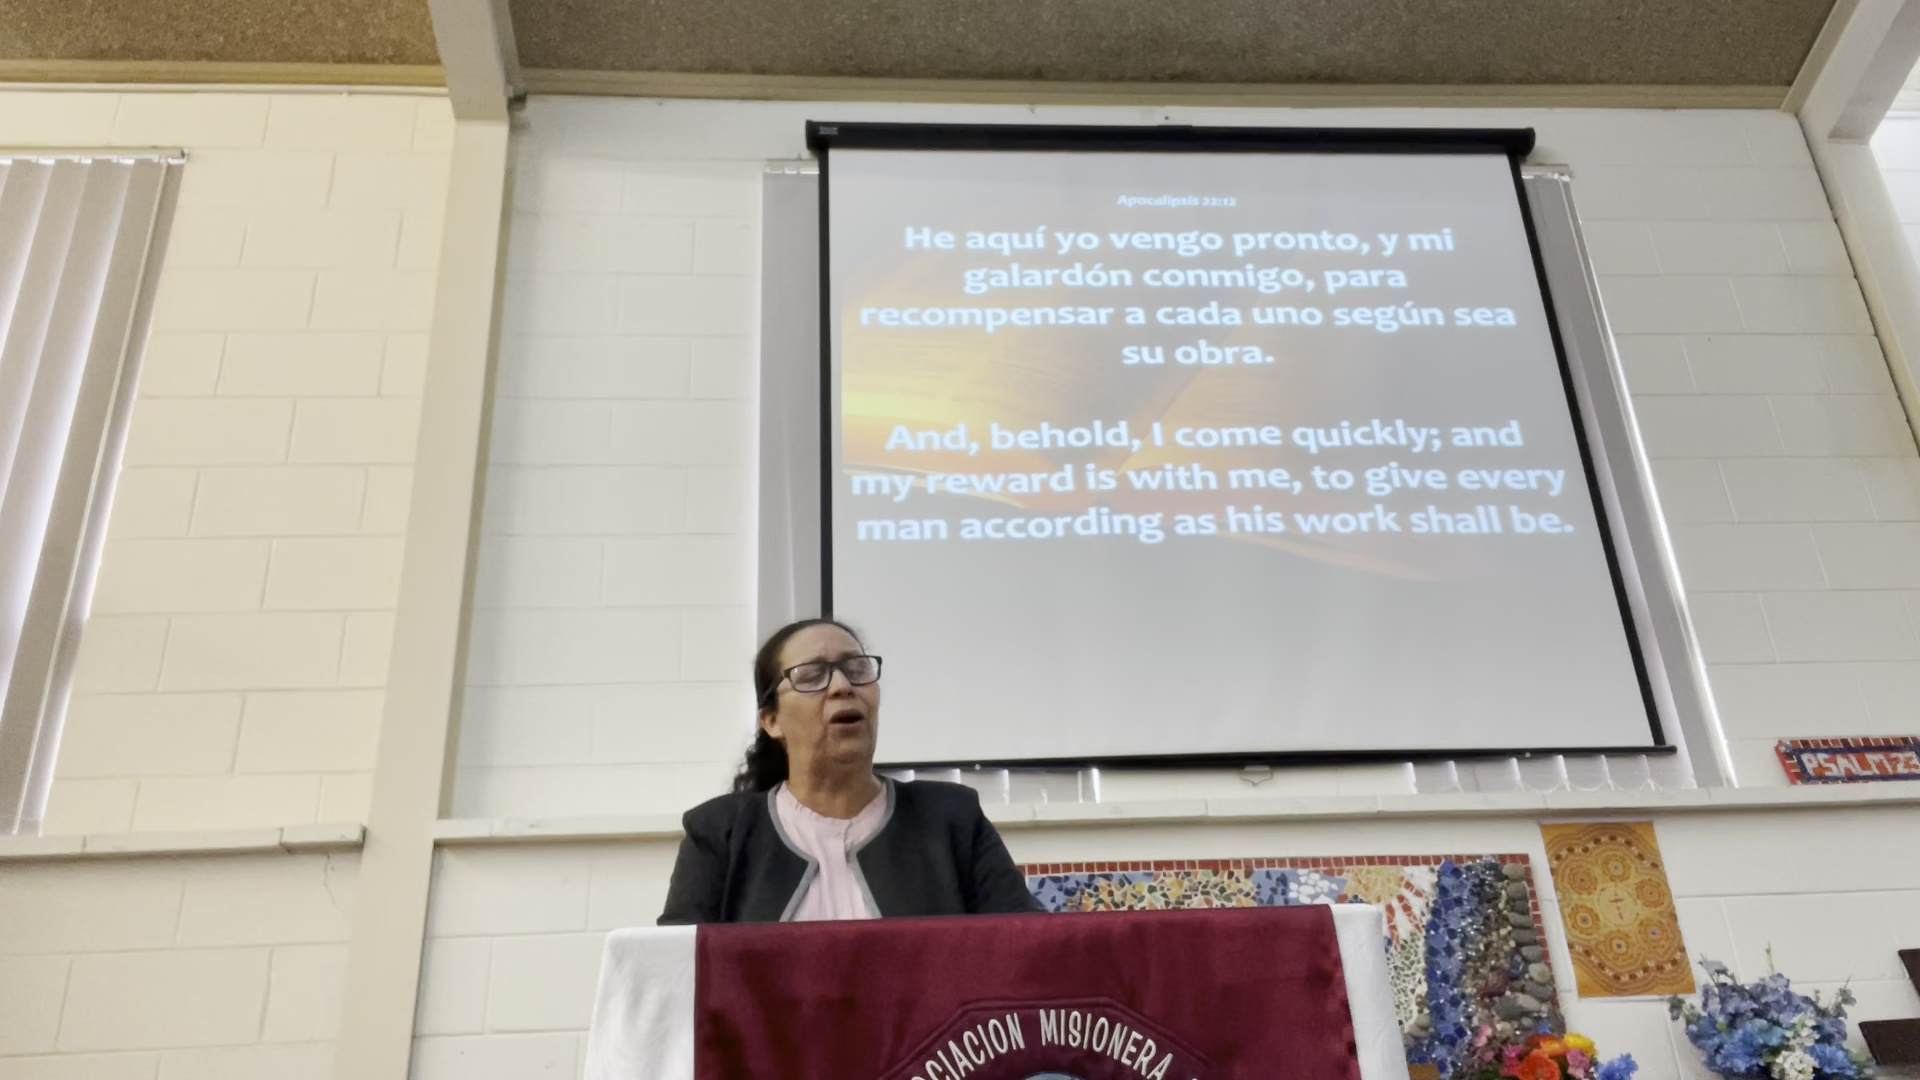 Apocalipsis 22:12
He aquí yo vengo pronto, y mi
galardón conmigo, para
recompensar a cada uno según sea
su obra.
And, behold, I come quickly; and
my reward is with me, to give every
man according as his work shall be.
PSALM 23
MISIONERA